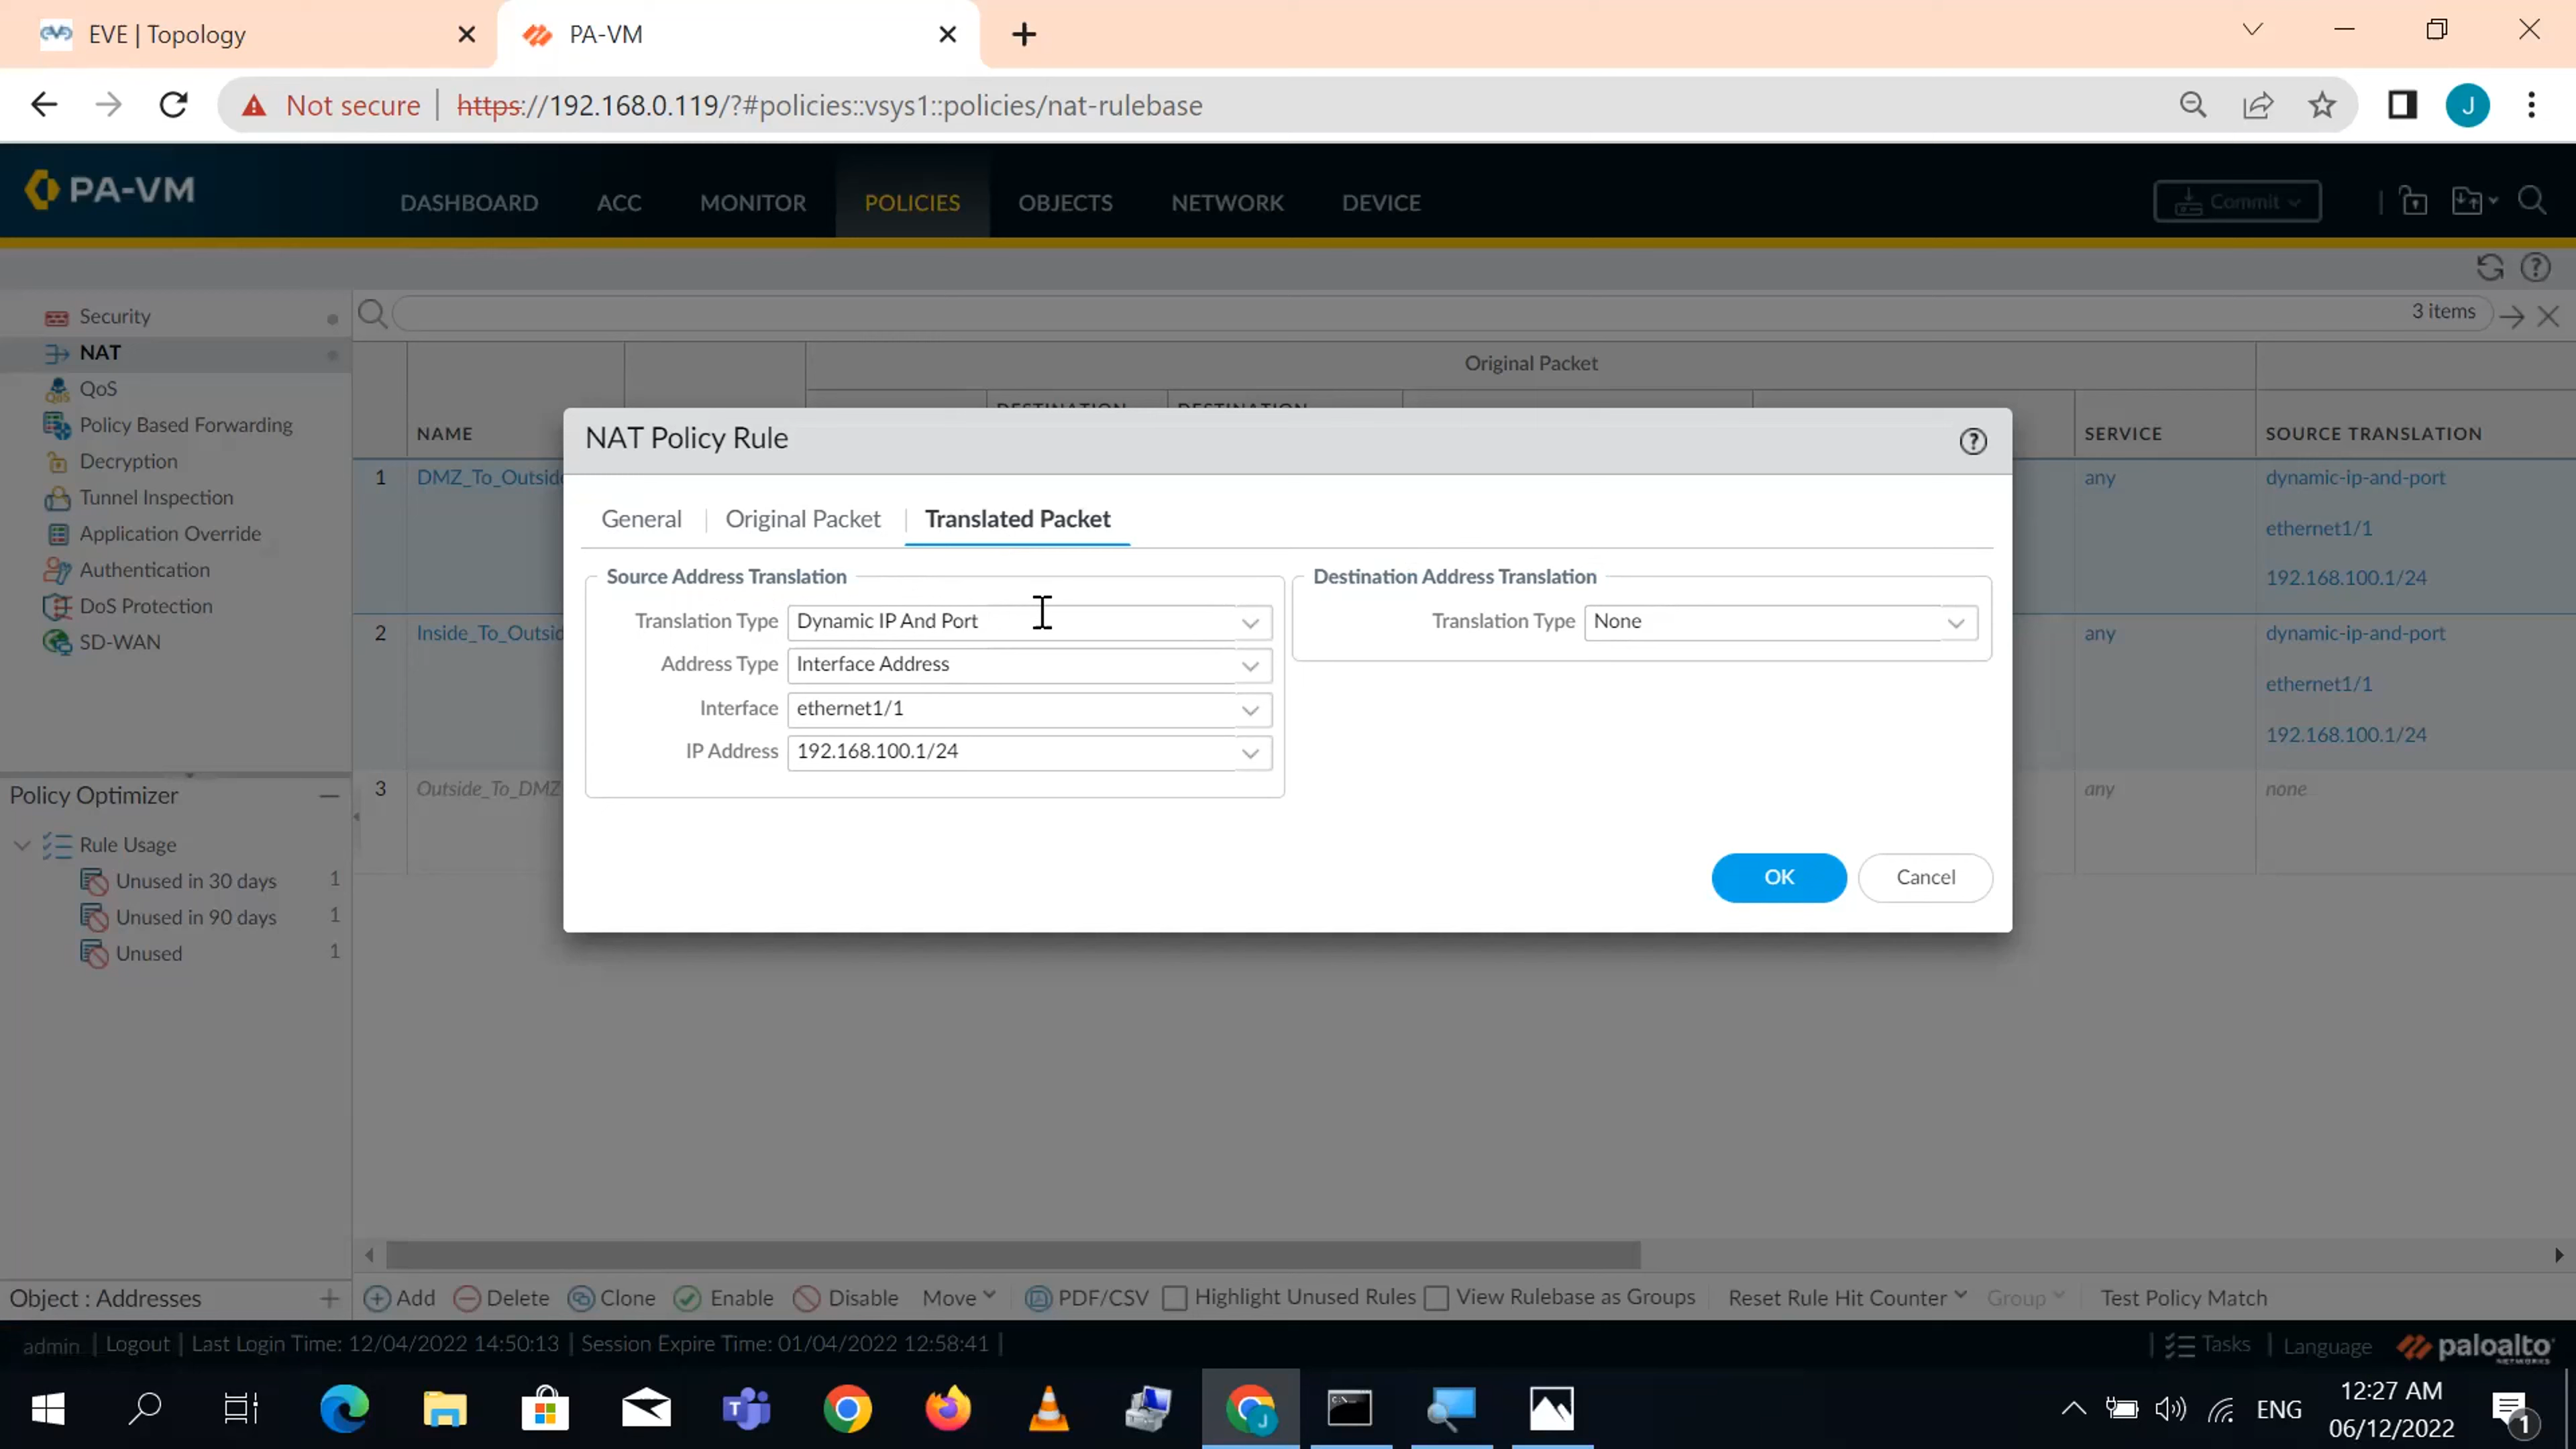 EVE | Topology
PA-VM
Not secure
https://192.168.0.119/?#policies::vsys1::policies/nat-rulebase
J
PA-VM
DASHBOARD
ACC
MONITOR
POLICIES
OBJECTS
NETWORK
DEVICE
Commit
Security
NAT
QoS
Policy Based Forwarding
Decryption
Tunnel Inspection
Application Override
Authentication
DoS Protection
SD-WAN
3 items
Original Packet
NAME
SERVICE
SOURCE TRANSLATION
1 DMZ_To_Outside any dynamic-ip-and-port
ethernet1/1
192.168.100.1/24
2 Inside_To_Outsid any dynamic-ip-and-port
ethernet1/1
192.168.100.1/24
3 Outside_To_DMZ any none
NAT Policy Rule
General | Original Packet | Translated Packet
Source Address Translation
Translation Type Dynamic IP And Port
Address Type Interface Address
Interface ethernet1/1
IP Address 192.168.100.1/24
Destination Address Translation
Translation Type None
OK
Cancel
Policy Optimizer
Rule Usage
Unused in 30 days 1
Unused in 90 days 1
Unused 1
Object : Addresses
Add
Delete
Clone
Enable
Disable
Move
PDF/CSV
Highlight Unused Rules
View Rulebase as Groups
Reset Rule Hit Counter
Group
Test Policy Match
admin | Logout | Last Login Time: 12/04/2022 14:50:13 | Session Expire Time: 01/04/2022 12:58:41 |
Tasks | Language
paloalto
NETWORKS
ENG
12:27 AM
06/12/2022
1